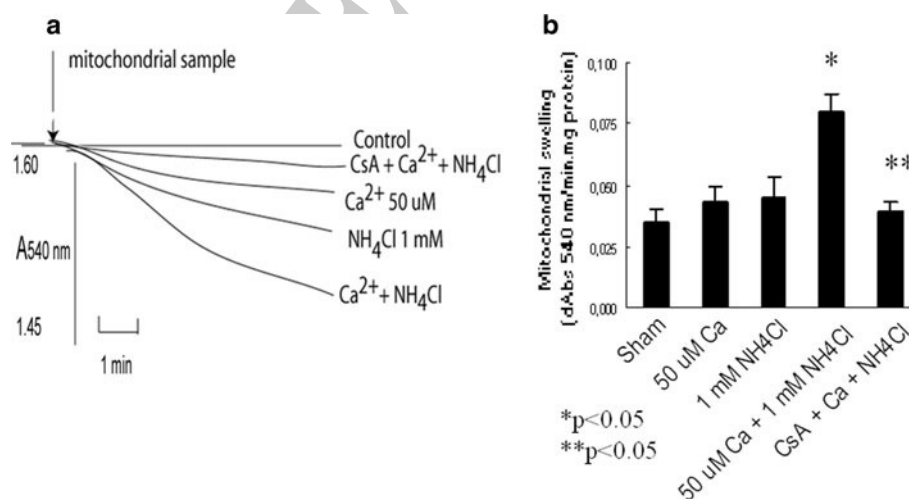 a
mitochondrial sample
Control
CsA + Ca2+ + NH4Cl
Ca2+ 50 uM
NH4Cl 1 mM
Ca2+ + NH4Cl
1.60
A540 nm
1.45
1 min
b
Mitochondrial swelling
(dAbs 540 nm/min.mg protein)
0,100
0,075
0,050
0,025
0,000
*
**
Sham
50 uM Ca
1 mM NH4Cl
50 uM Ca + 1 mM NH4Cl
CsA + Ca + NH4Cl
*p<0.05
**p<0.05